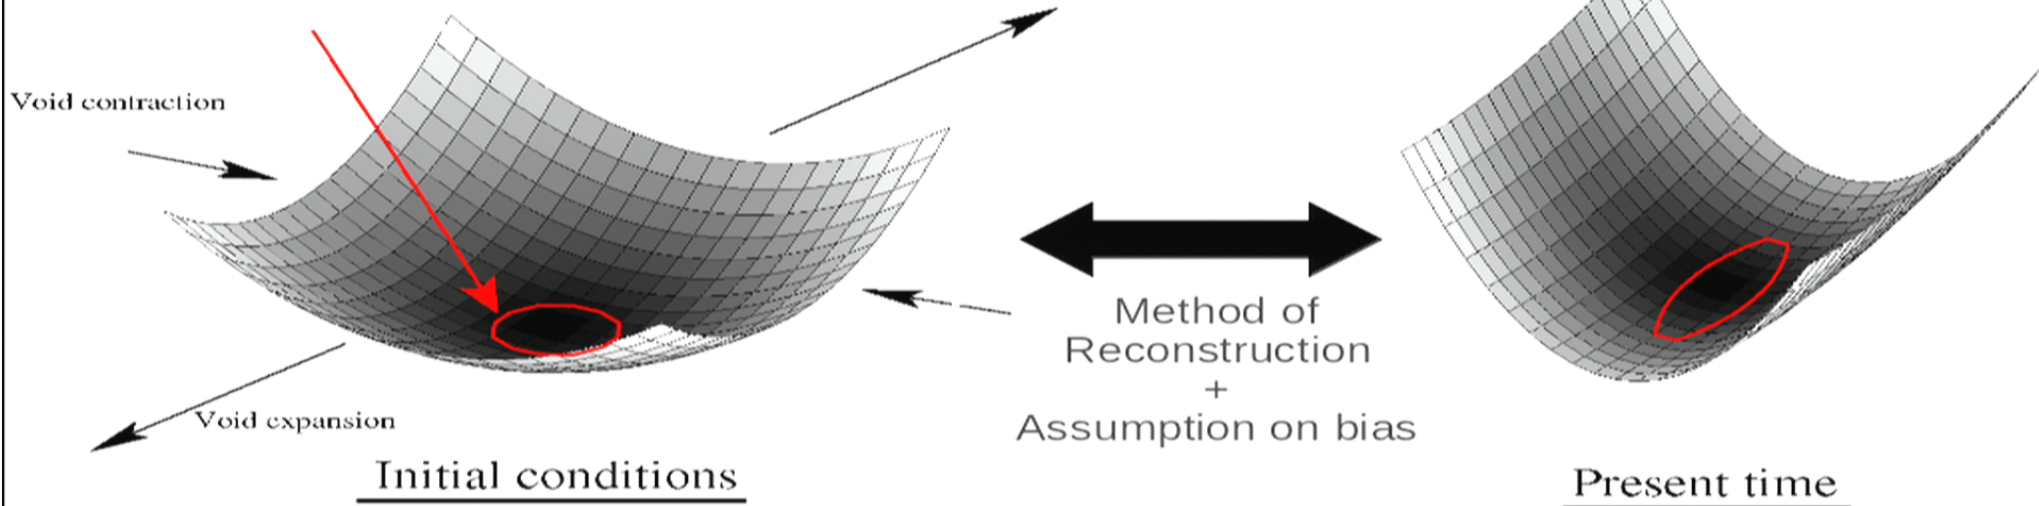 Void contraction
Void expansion
Initial conditions
Method of
Reconstruction
+
Assumption on bias
Present time